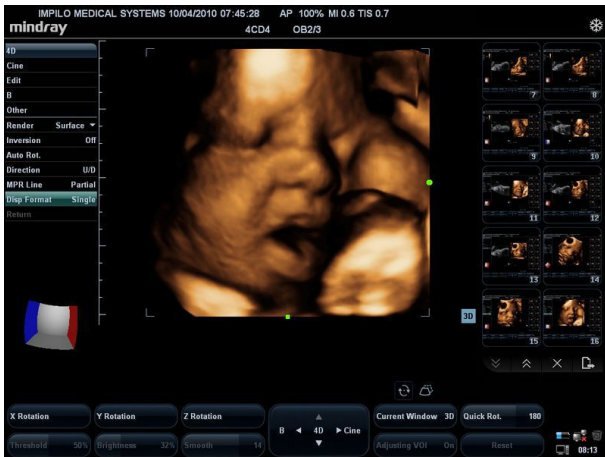 IMPILO MEDICAL SYSTEMS 10/04/2010 07:45:28 AP 100% MI 0.6 TIS 0.7
mindray
4CD4 OB2/3
4D
Cine
Edit
B
Other
Render Surface
Inversion Off
Auto Rot.
Direction U/D
MPR Line Partial
Disp Format Single
Return
7 8
9 10
11 12
13 14
15 16
3D
X Rotation Y Rotation Z Rotation
B 4D Cine
Current Window 3D Quick Rot. 180
Threshold 50% Brightness 32% Smooth 14
Adjusting VOI On Reset
08:13